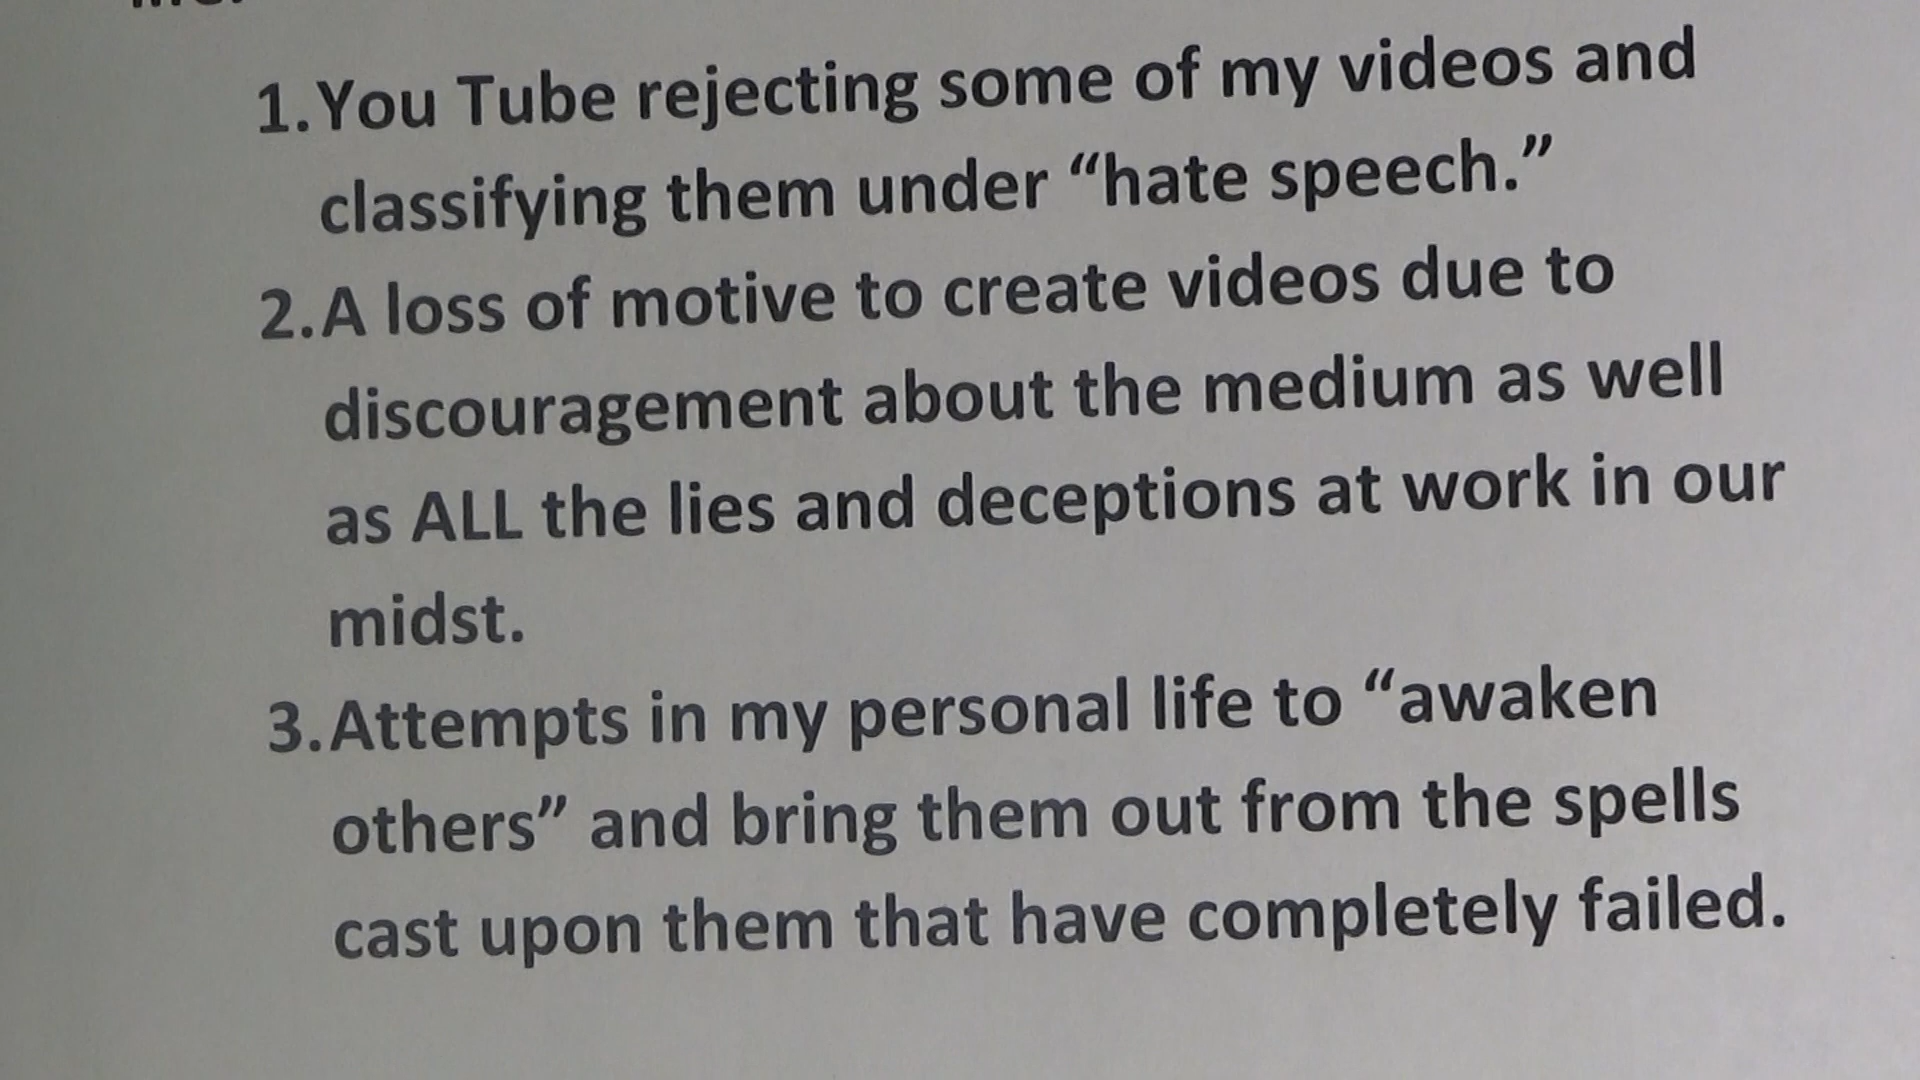 1. You Tube rejecting some of my videos and
classifying them under “hate speech.”
2. A loss of motive to create videos due to
discouragement about the medium as well
as ALL the lies and deceptions at work in our
midst.
3. Attempts in my personal life to “awaken
others” and bring them out from the spells
cast upon them that have completely failed.